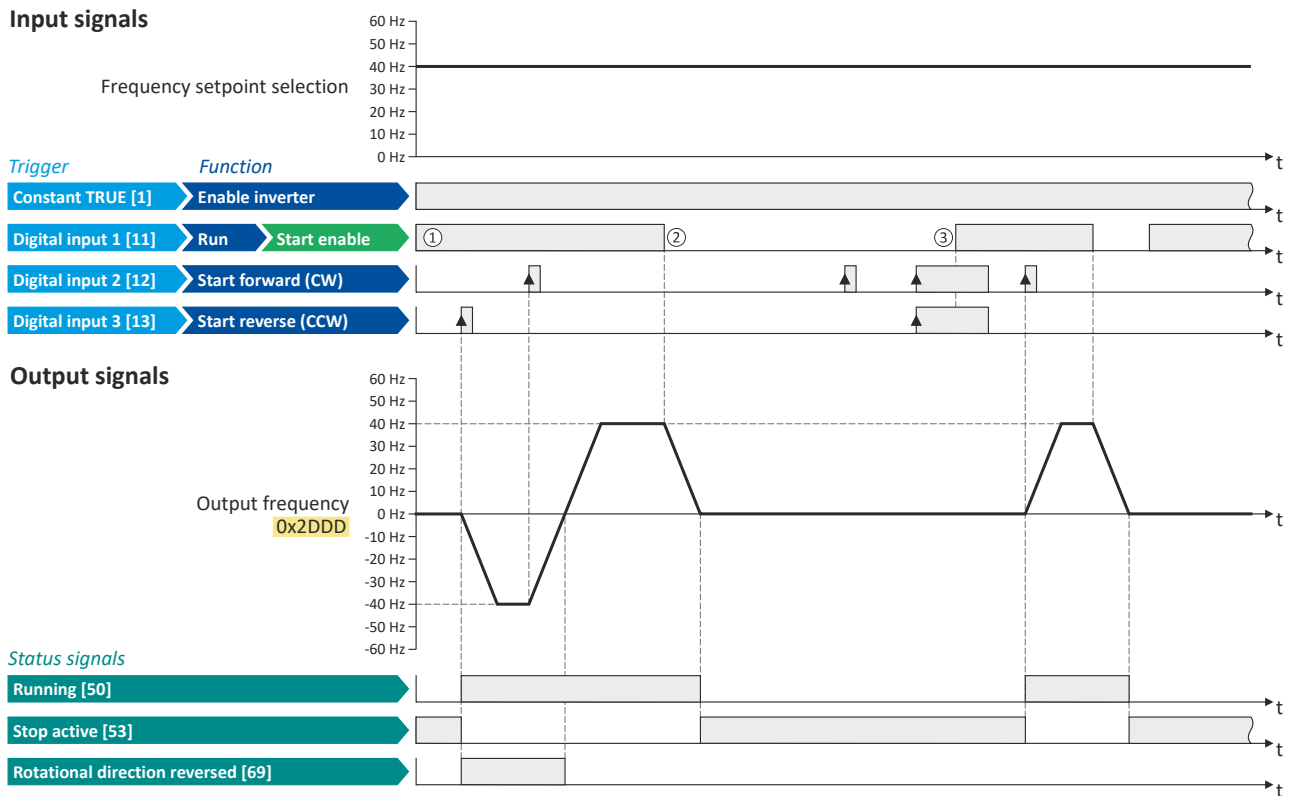 Input signals
60 Hz
50 Hz
40 Hz
30 Hz
20 Hz
10 Hz
0 Hz
Frequency setpoint selection
t
Trigger Function
Constant TRUE [1] Enable inverter
t
Digital input 1 [11] Run Start enable ① ② ③
t
Digital input 2 [12] Start forward (CW)
t
Digital input 3 [13] Start reverse (CCW)
t
Output signals
60 Hz
50 Hz
40 Hz
30 Hz
20 Hz
10 Hz
0 Hz
-10 Hz
-20 Hz
-30 Hz
-40 Hz
-50 Hz
-60 Hz
Output frequency
0x2DDD
t
Status signals
Running [50]
t
Stop active [53]
t
Rotational direction reversed [69]
t